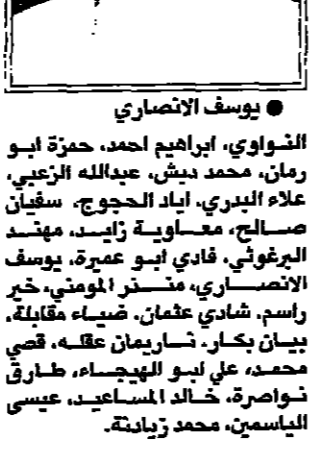 ● يوسف الانصاري
النواوي، ابراهيم احمد، حمزة ابو
رمان، محمد دبش، عبدالله الزعبي،
علاء البدري، اياد الحجوج، سفيان
صالح، معاوية زايد، مهند
البرغوثي، فادي ابو عميرة، يوسف
الانصاري، منذر المومني، خير
راسم، شادي عثمان، ضياء مقابلة،
بيان بكار، ناريمان عقله، قصي
محمد، علي ابو الهيجاء، طارق
نواصرة، خالد المساعيد، عيسى
الياسمين، محمد زيادنة.